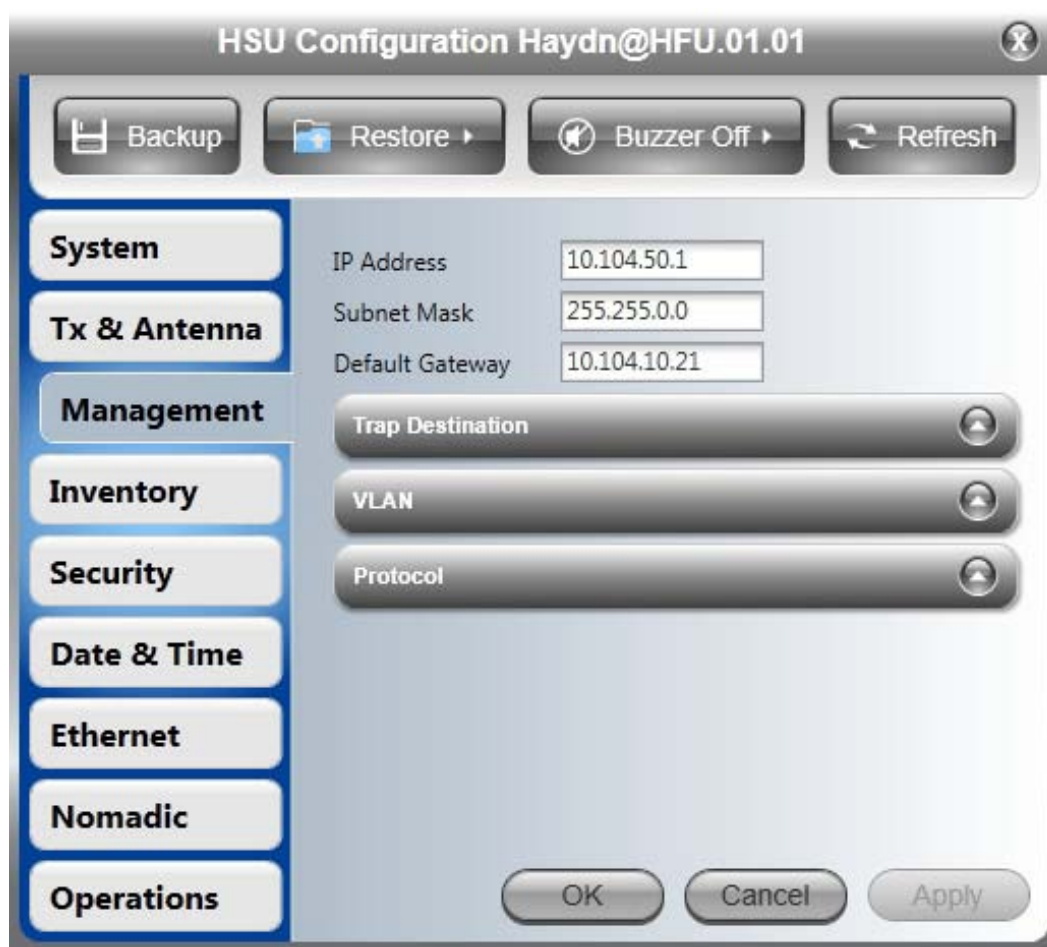 HSU Configuration Haydn@HFU.01.01
Backup
Restore
Buzzer Off
Refresh
System
Tx & Antenna
Management
Inventory
Security
Date & Time
Ethernet
Nomadic
Operations
IP Address 10.104.50.1
Subnet Mask 255.255.0.0
Default Gateway 10.104.10.21
Trap Destination
VLAN
Protocol
OK Cancel Apply